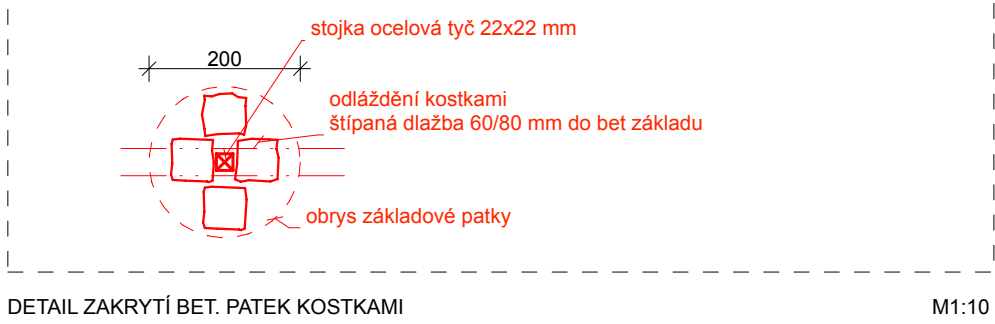 stojka ocelová tyč 22x22 mm
200
odláždění kostkami
štípaná dlažba 60/80 mm do bet základu
obrys základové patky
DETAIL ZAKRYTÍ BET. PATEK KOSTKAMI
M1:10